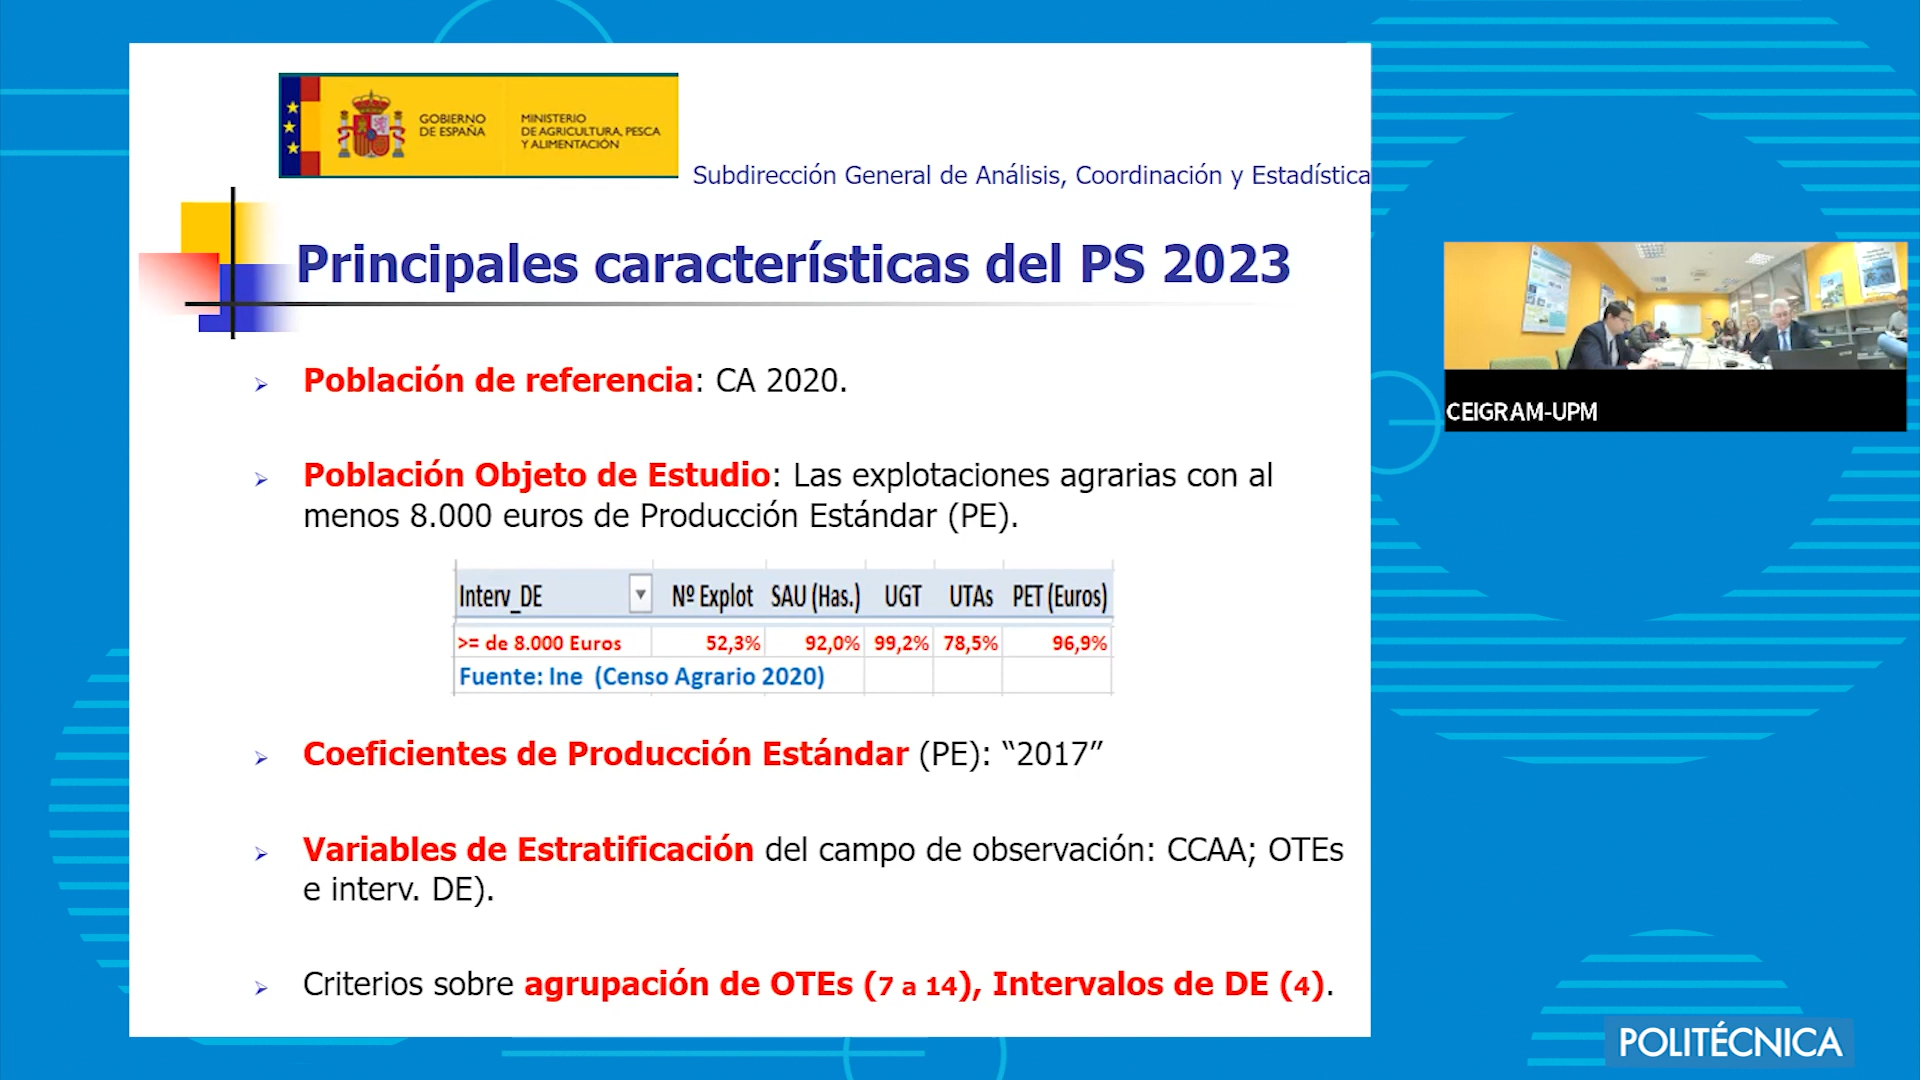 GOBIERNO
DE ESPAÑA
MINISTERIO
DE AGRICULTURA, PESCA
Y ALIMENTACIÓN
Subdirección General de Análisis, Coordinación y Estadística
Principales características del PS 2023
Población de referencia: CA 2020.
Población Objeto de Estudio: Las explotaciones agrarias con al
menos 8.000 euros de Producción Estándar (PE).
Interv_DE Nº Explot SAU (Has.) UGT UTAs PET (Euros)
>= de 8.000 Euros 52,3% 92,0% 99,2% 78,5% 96,9%
Fuente: Ine (Censo Agrario 2020)
Coeficientes de Producción Estándar (PE): “2017”
Variables de Estratificación del campo de observación: CCAA; OTEs
e interv. DE).
Criterios sobre agrupación de OTEs (7 a 14), Intervalos de DE (4).
CEIGRAM-UPM
POLITÉCNICA